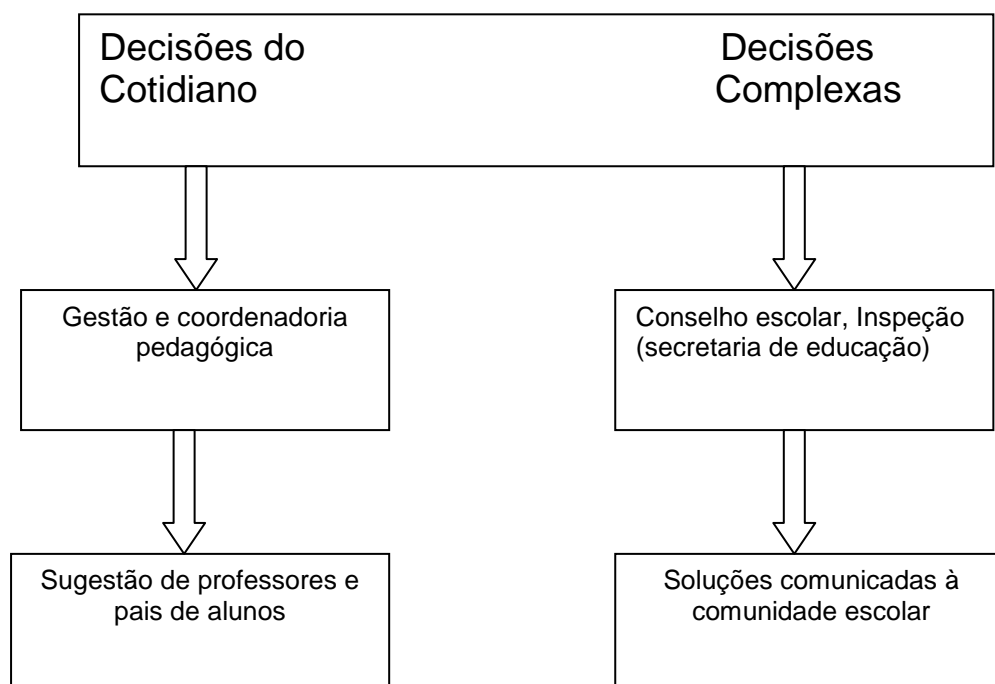 Decisões do
Cotidiano
Decisões
Complexas
Gestão e coordenadoria
pedagógica
Conselho escolar, Inspeção
(secretaria de educação)
Sugestão de professores e
pais de alunos
Soluções comunicadas à
comunidade escolar